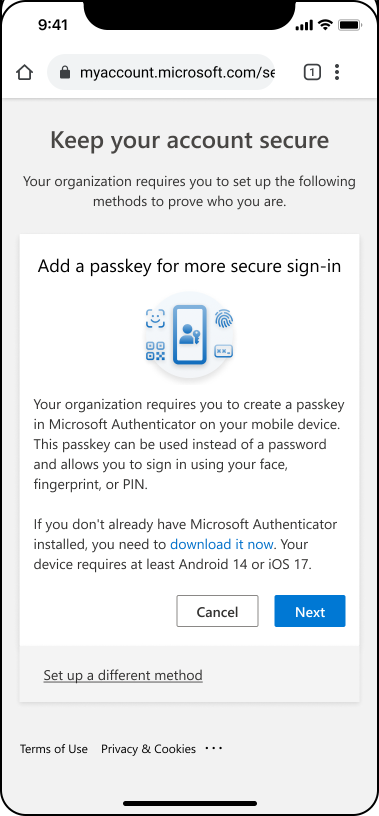 9:41
myaccount.microsoft.com/se
1
Keep your account secure
Your organization requires you to set up the following
methods to prove who you are.
Add a passkey for more secure sign-in
Your organization requires you to create a passkey
in Microsoft Authenticator on your mobile device.
This passkey can be used instead of a password
and allows you to sign in using your face,
fingerprint, or PIN.
If you don't already have Microsoft Authenticator
installed, you need to download it now. Your
device requires at least Android 14 or iOS 17.
Cancel Next
Set up a different method
Terms of Use Privacy & Cookies ···